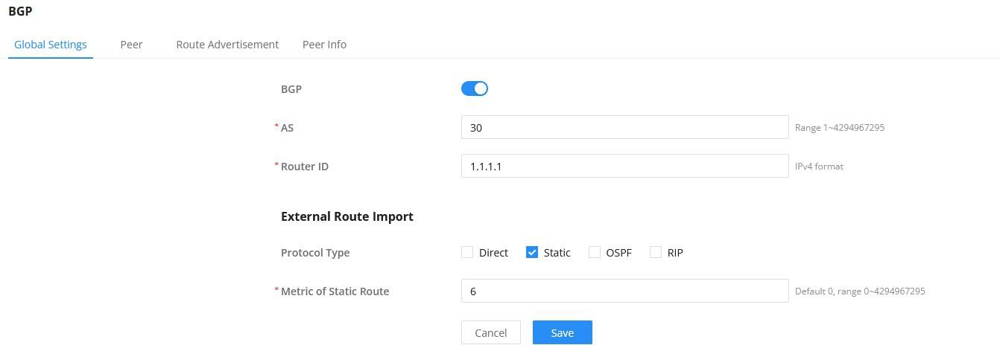 BGP
Global Settings Peer Route Advertisement Peer Info
BGP
* AS 30 Range 1~4294967295
* Router ID 1.1.1.1 IPv4 format
External Route Import
Protocol Type Direct Static OSPF RIP
* Metric of Static Route 6 Default 0, range 0~4294967295
Cancel Save